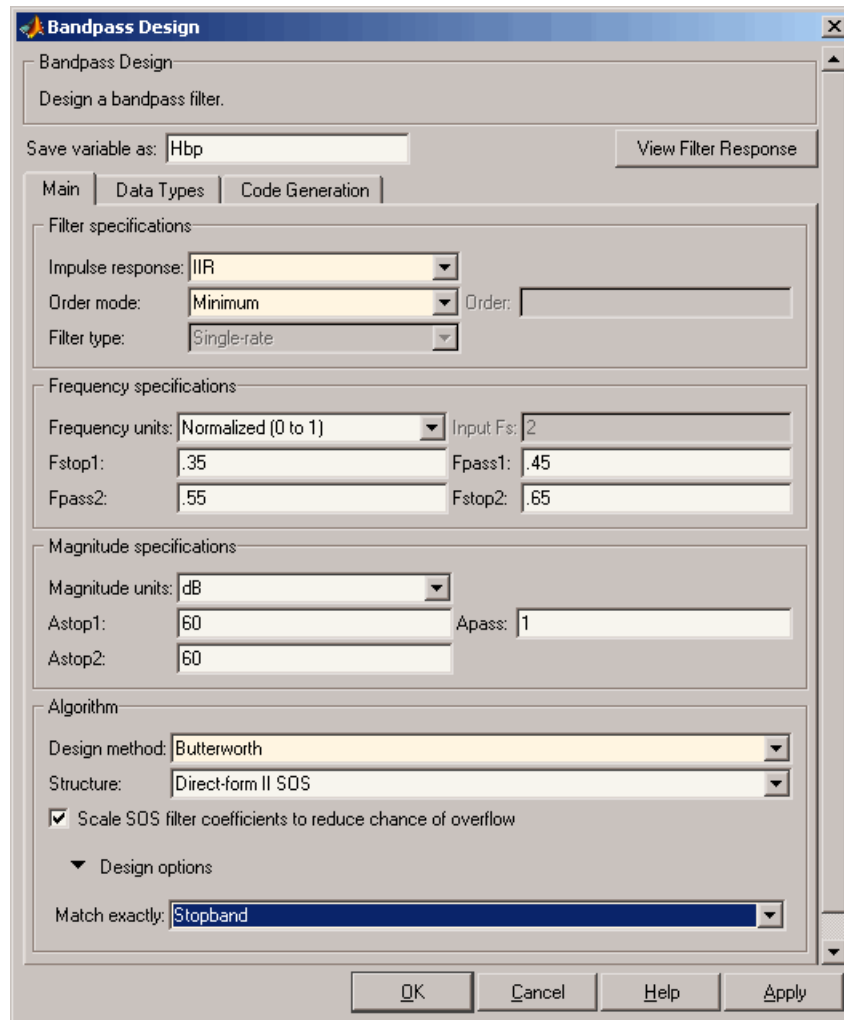 Bandpass Design
Bandpass Design
Design a bandpass filter.
Save variable as: Hbp View Filter Response
Main Data Types Code Generation
Filter specifications
Impulse response: IIR
Order mode: Minimum Order:
Filter type: Single-rate
Frequency specifications
Frequency units: Normalized (0 to 1) Input Fs: 2
Fstop1: .35 Fpass1: .45
Fpass2: .55 Fstop2: .65
Magnitude specifications
Magnitude units: dB
Astop1: 60 Apass: 1
Astop2: 60
Algorithm
Design method: Butterworth
Structure: Direct-form II SOS
Scale SOS filter coefficients to reduce chance of overflow
Design options
Match exactly: Stopband
OK Cancel Help Apply